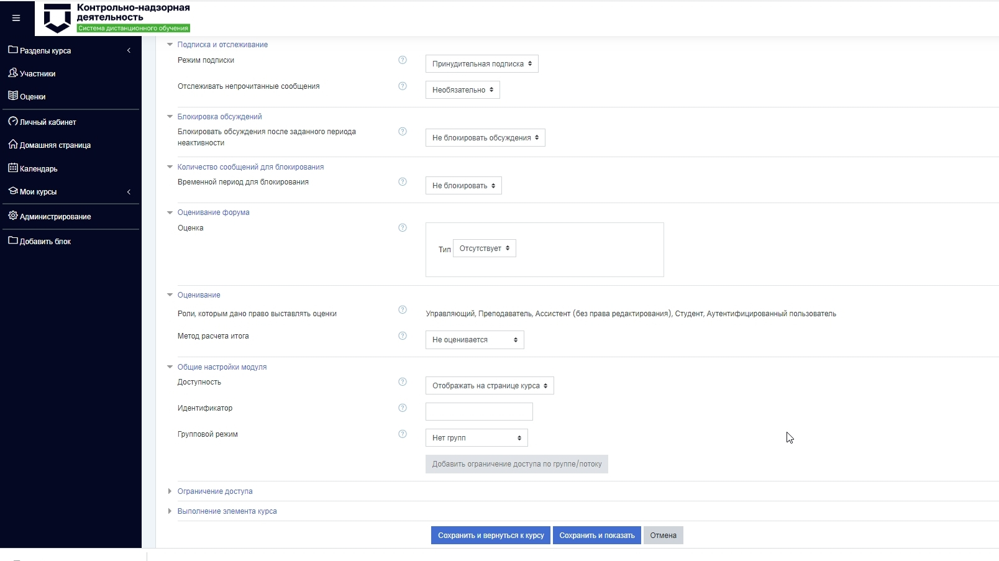 Контрольно-надзорная
деятельность
Система дистанционного обучения
Разделы курса
Участники
Оценки
Личный кабинет
Домашняя страница
Календарь
Мои курсы
Администрирование
Добавить блок
Подписка и отслеживание
Режим подписки
Принудительная подписка
Отслеживать непрочитанные сообщения
Необязательно
Блокировка обсуждений
Блокировать обсуждения после заданного периода
неактивности
Не блокировать обсуждения
Количество сообщений для блокирования
Временной период для блокирования
Не блокировать
Оценивание форума
Оценка
Тип Отсутствует
Оценивание
Роли, которым дано право выставлять оценки
Управляющий, Преподаватель, Ассистент (без права редактирования), Студент, Аутентифицированный пользователь
Метод расчета итога
Не оценивается
Общие настройки модуля
Доступность
Отображать на странице курса
Идентификатор
Групповой режим
Нет групп
Добавить ограничение доступа по группе/потоку
Ограничение доступа
Выполнение элемента курса
Сохранить и вернуться к курсу
Сохранить и показать
Отмена